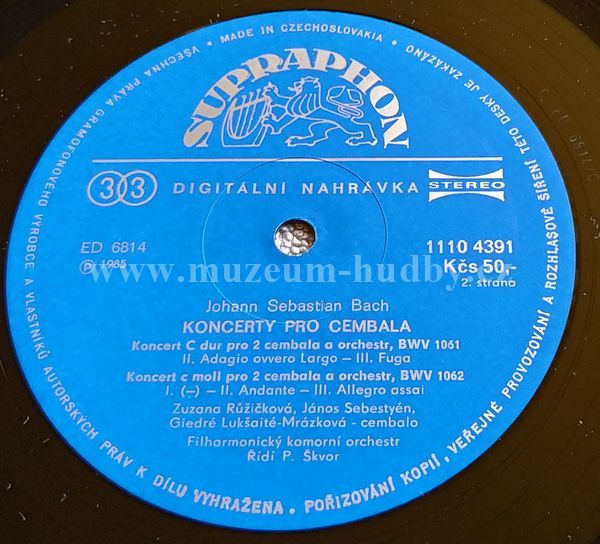 MADE IN CZECHOSLOVAKIA • VŠECHNA PRÁVA GRAMOFONOVÉHO VÝROBCE A VLASTNÍKŮ AUTORSKÝCH PRÁV K DÍLU VYHRAŽENA. POŘIZOVÁNÍ KOPIÍ, VEŘEJNÉ PROVOZOVÁNÍ A ROZHLASOVÉ ŠÍŘENÍ TÉTO DESKY JE ZAKÁZÁNO •
SUPRAPHON
33 DIGITÁLNÍ NAHRÁVKA STEREO
ED 6814
Ⓟ 1985
1110 4391
Kčs 50,-
2. strana
www.muzeum-hudby.cz
Johann Sebastian Bach
KONCERTY PRO CEMBALA
Koncert C dur pro 2 cembala a orchestr, BWV 1061
II. Adagio ovvero Largo – III. Fuga
Koncert c moll pro 2 cembala a orchestr, BWV 1062
I. (–) – II. Andante – III. Allegro assai
Zuzana Růžičková, János Sebestyén,
Giedré Lukšaité-Mrázková - cembalo
Filharmonický komorní orchestr
Řídí P. Škvor